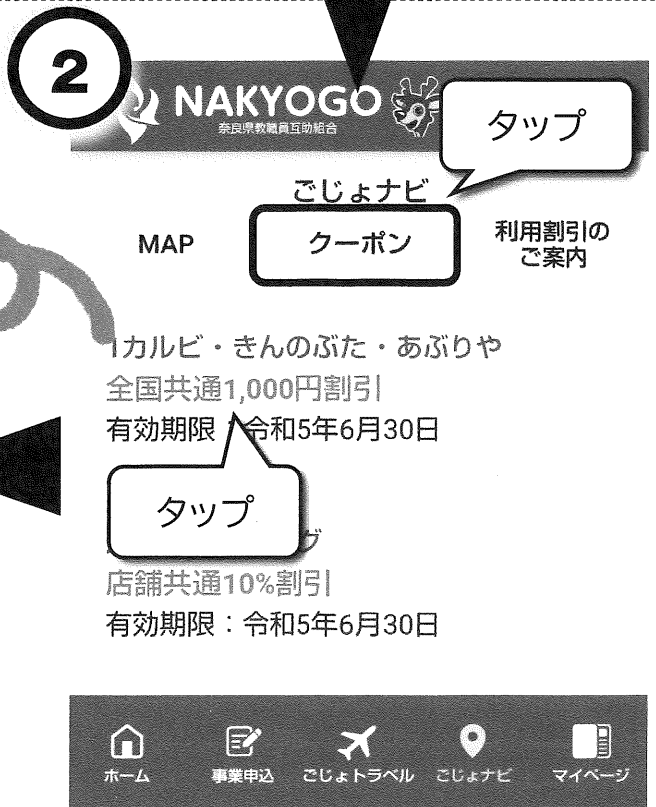 2
NAKYOGO
奈良県教職員互助組合
タップ
ごじょナビ
MAP
クーポン
利用割引の
ご案内
1カルビ・きんのぶた・あぶりや
全国共通1,000円割引
有効期限:令和5年6月30日
タップ
グ
店舗共通10%割引
有効期限:令和5年6月30日
ホーム
事業申込
ごじょトラベル
ごじょナビ
マイページ